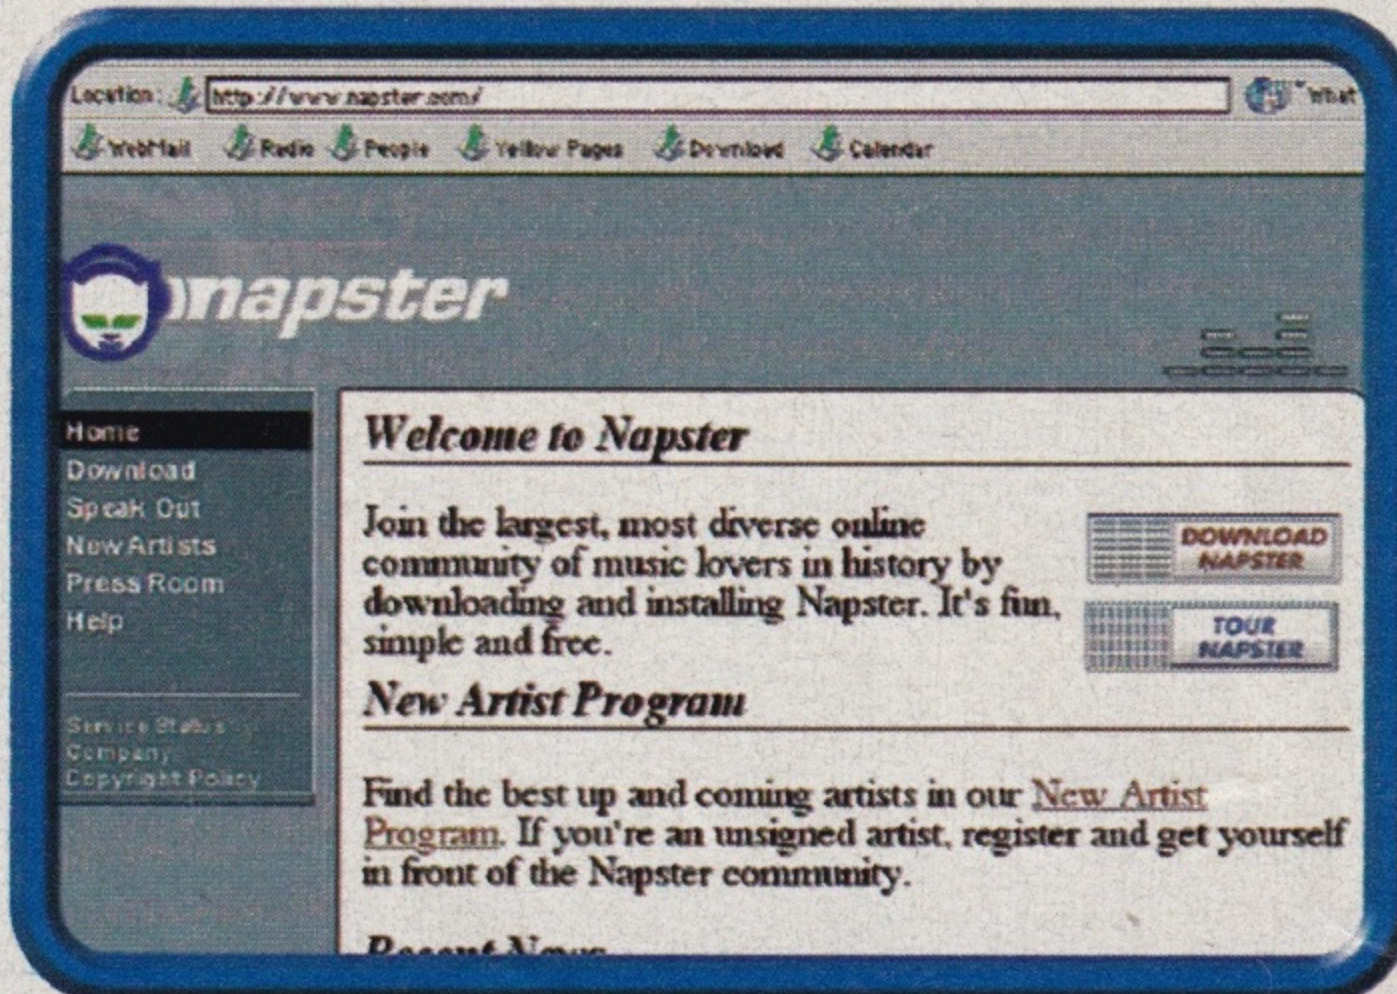 Location: http://www.napster.com/ "What
WebMail Radio People Yellow Pages Download Calendar
napster
Home
Download
Speak Out
New Artists
Press Room
Help
Service Status
Company
Copyright Policy
Welcome to Napster
Join the largest, most diverse online
community of music lovers in history by
downloading and installing Napster. It's fun,
simple and free.
DOWNLOAD
NAPSTER
TOUR
NAPSTER
New Artist Program
Find the best up and coming artists in our New Artist
Program. If you're an unsigned artist, register and get yourself
in front of the Napster community.
Recent News